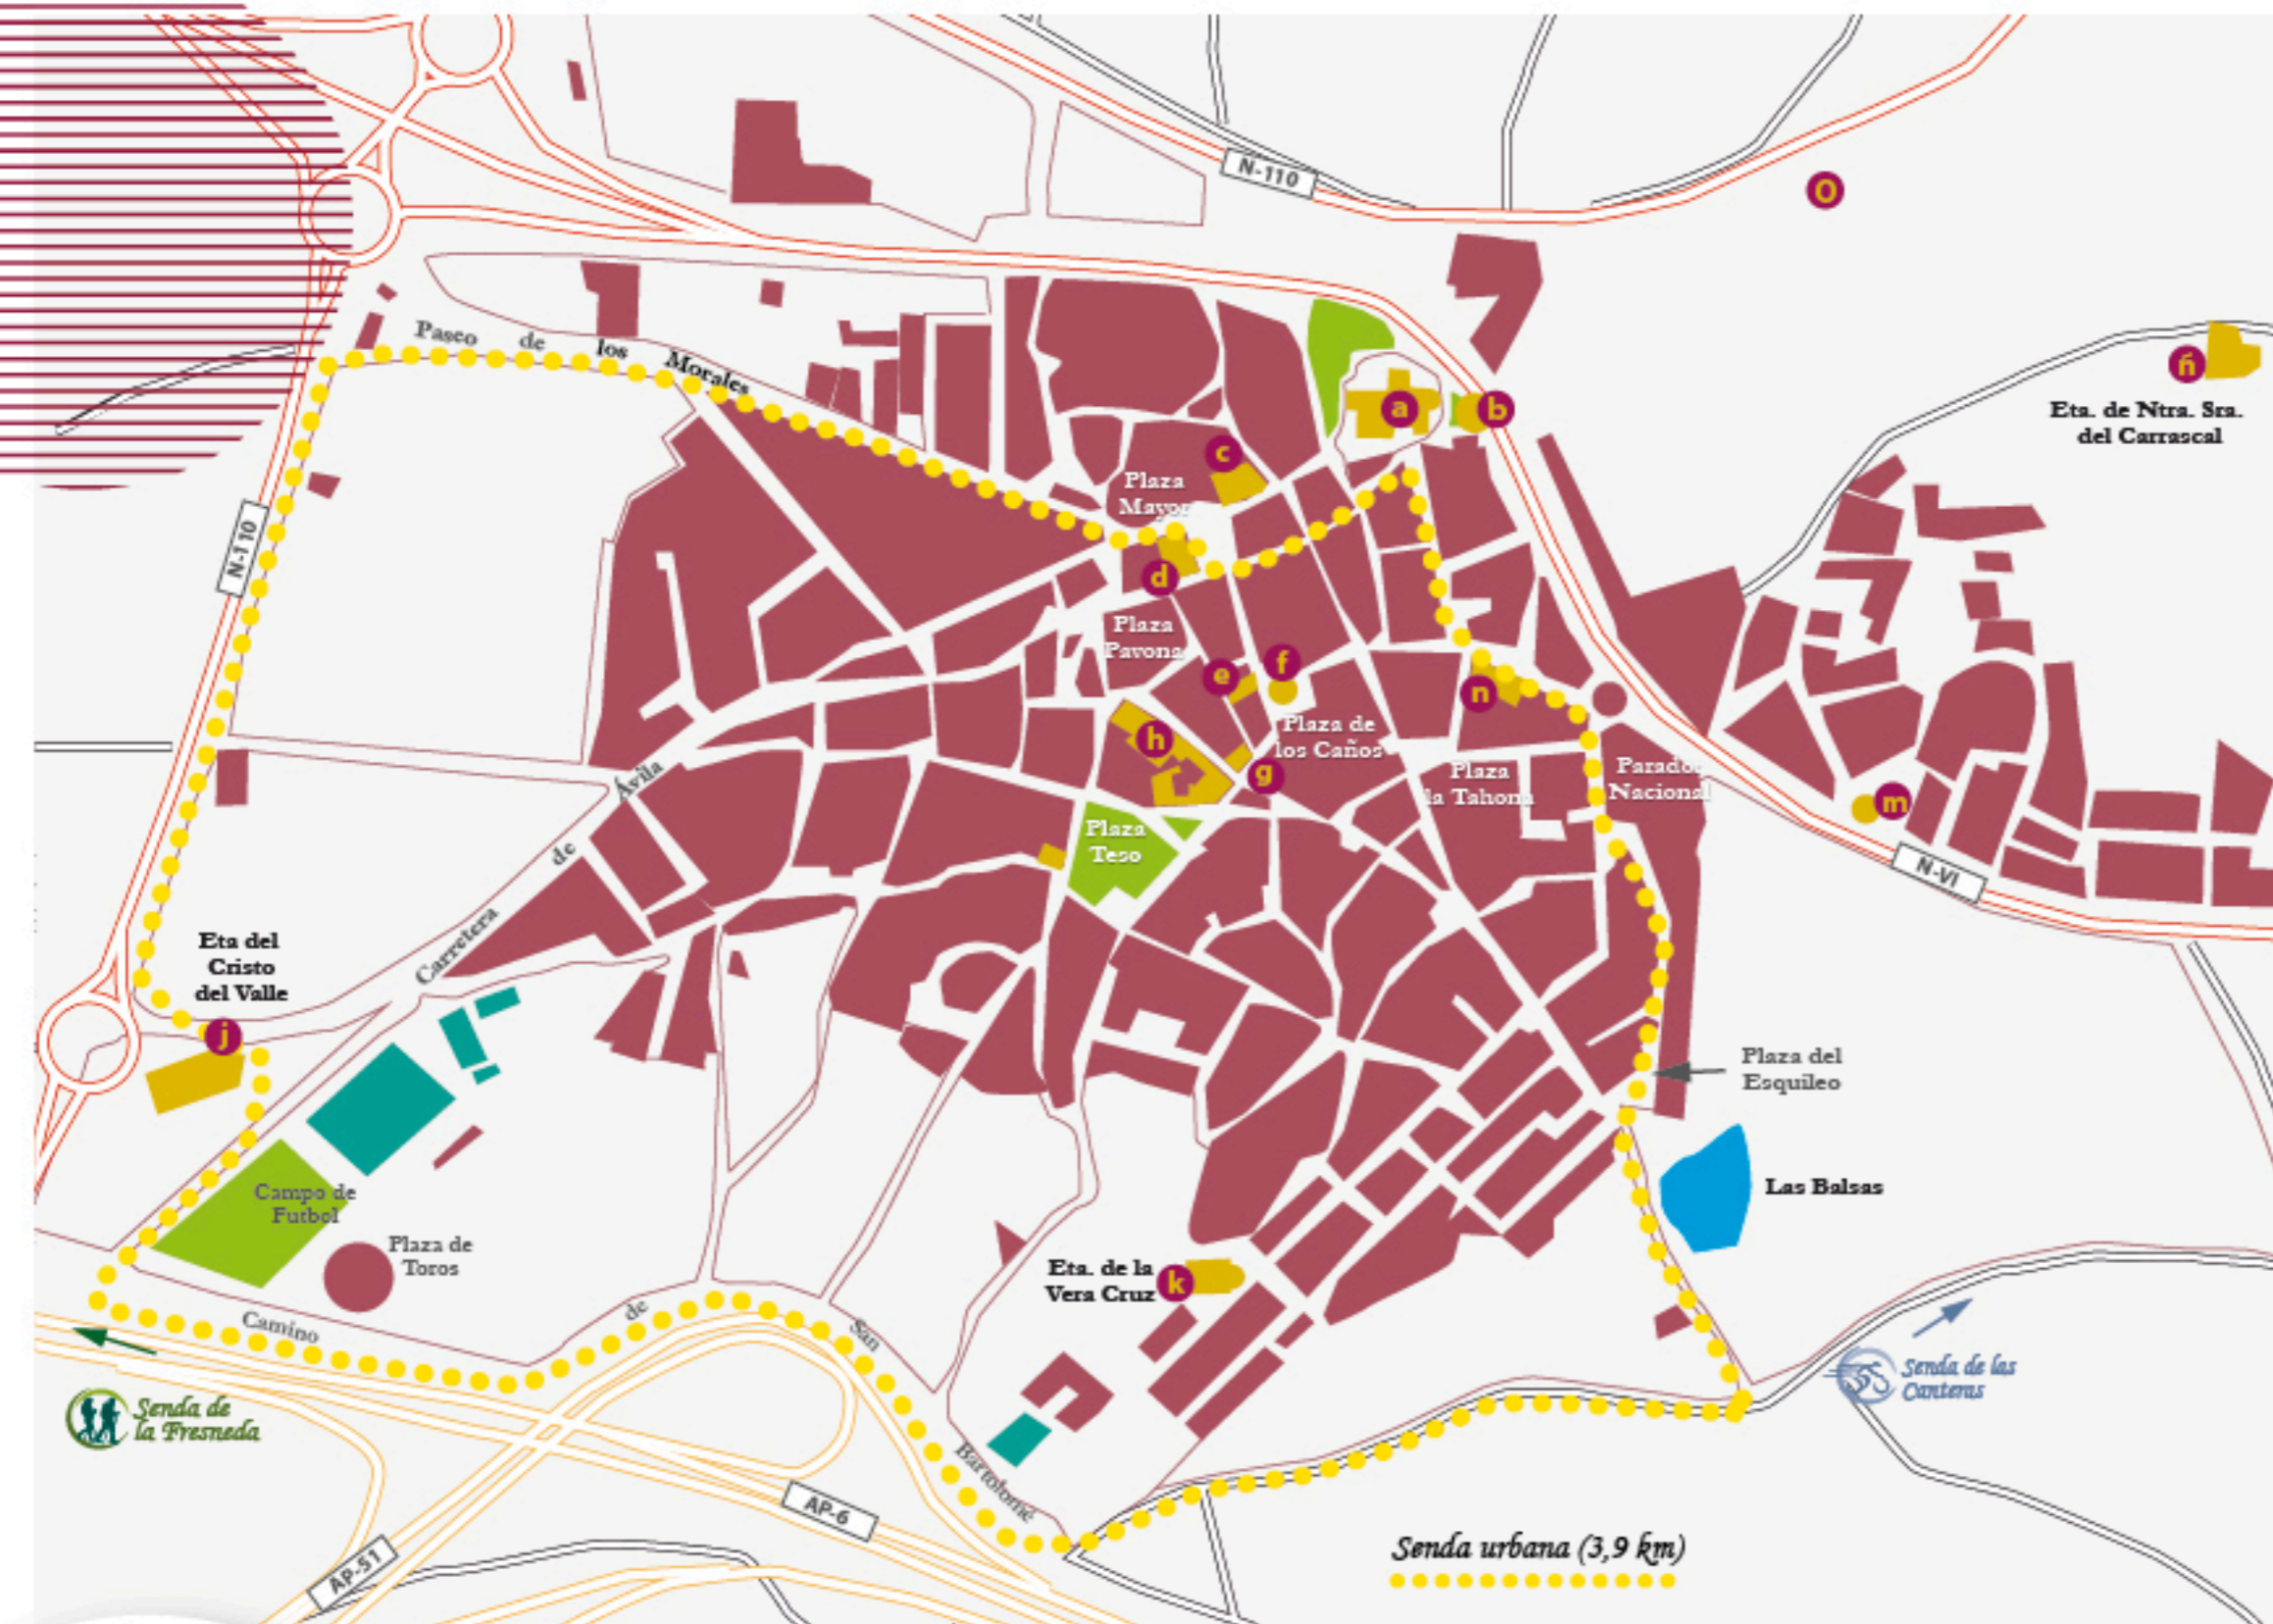 N-110
O
Paseo de los Morales
a
b
ñ
Eta. de Ntra. Sra.
del Carrascal
c
Plaza
Mayor
N-110
d
Plaza
Pavona
e
f
n
h
Plaza de
los Caños
g
Plaza
la Tahona
Parador
Nacional
m
Carretera de Ávila
Plaza
Teso
N-VI
Eta del
Cristo
del Valle
j
Plaza del
Esquileo
Campo de
Futbol
Plaza de
Toros
Las Balsas
Eta. de la
Vera Cruz
k
Camino de San Bartolomé
Senda de
la Fresneda
Senda de las
Canteras
AP-6
AP-51
Senda urbana (3,9 km)